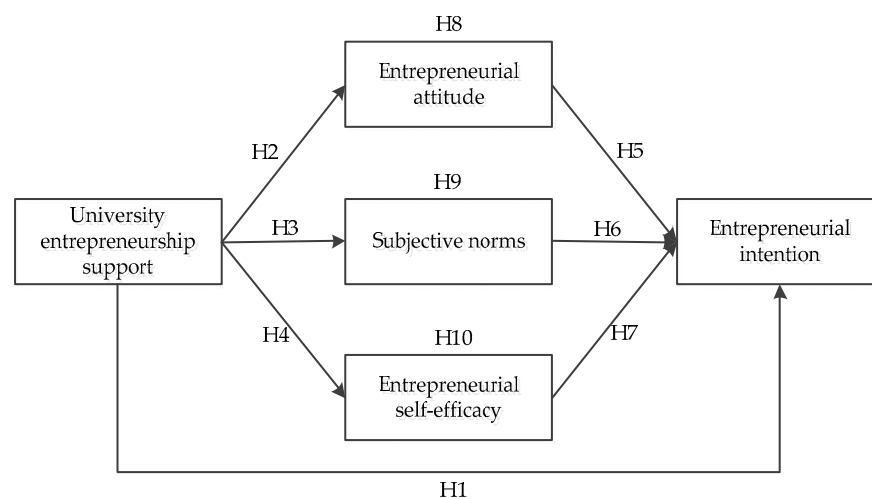 H8
Entrepreneurial
attitude
H2
H5
H9
University
entrepreneurship
support
H3
Subjective norms
H6
Entrepreneurial
intention
H4
H10
H7
Entrepreneurial
self-efficacy
H1